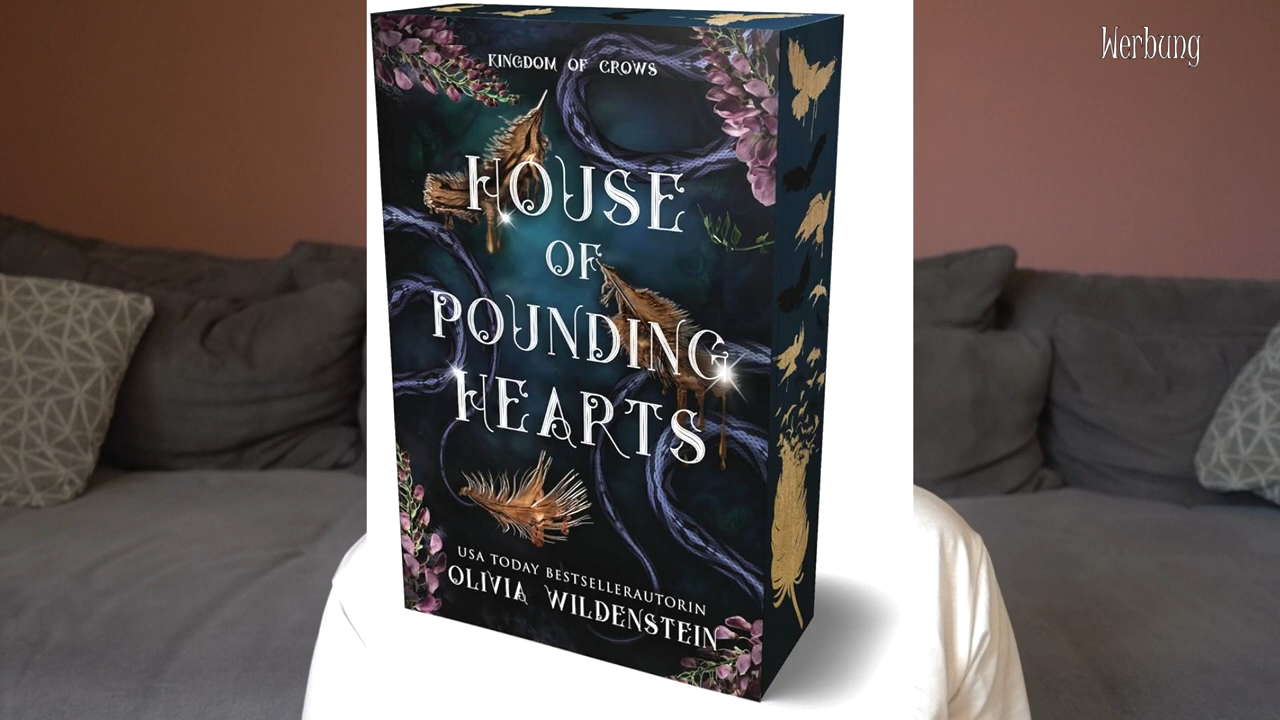 Werbung
KINGDOM OF CROWS
HOUSE
OF
POUNDING
HEARTS
USA TODAY BESTSELLERAUTORIN
OLIVIA WILDENSTEIN